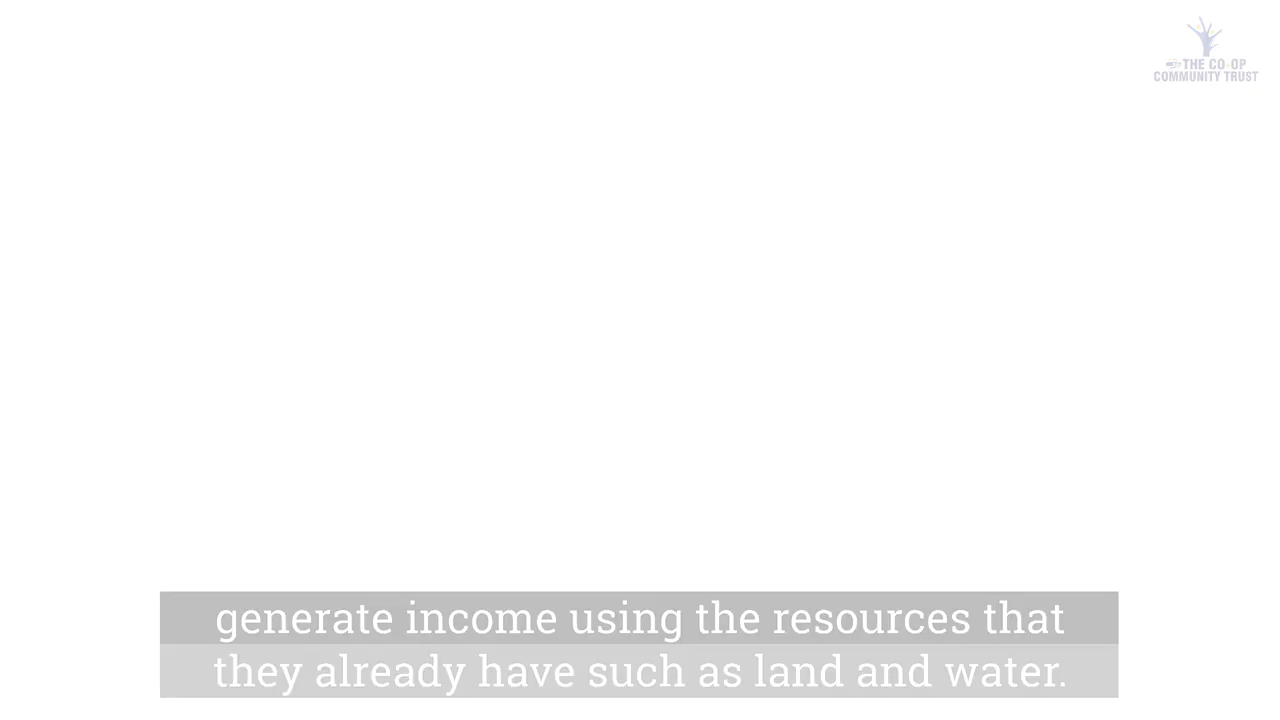 THE CO-OP
COMMUNITY TRUST
generate income using the resources that
they already have such as land and water.